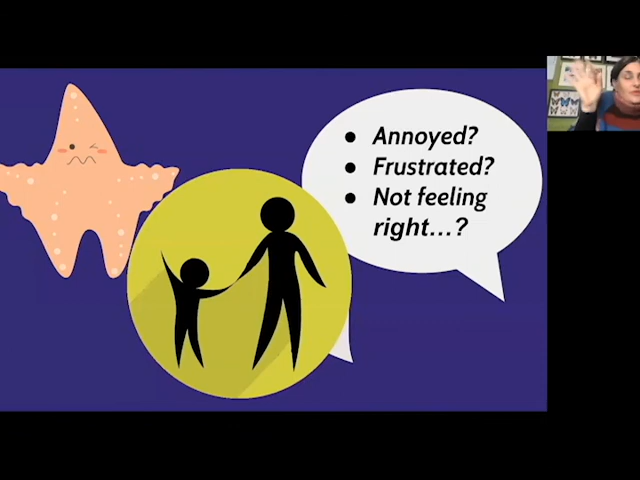 ● Annoyed?
● Frustrated?
● Not feeling
right...?